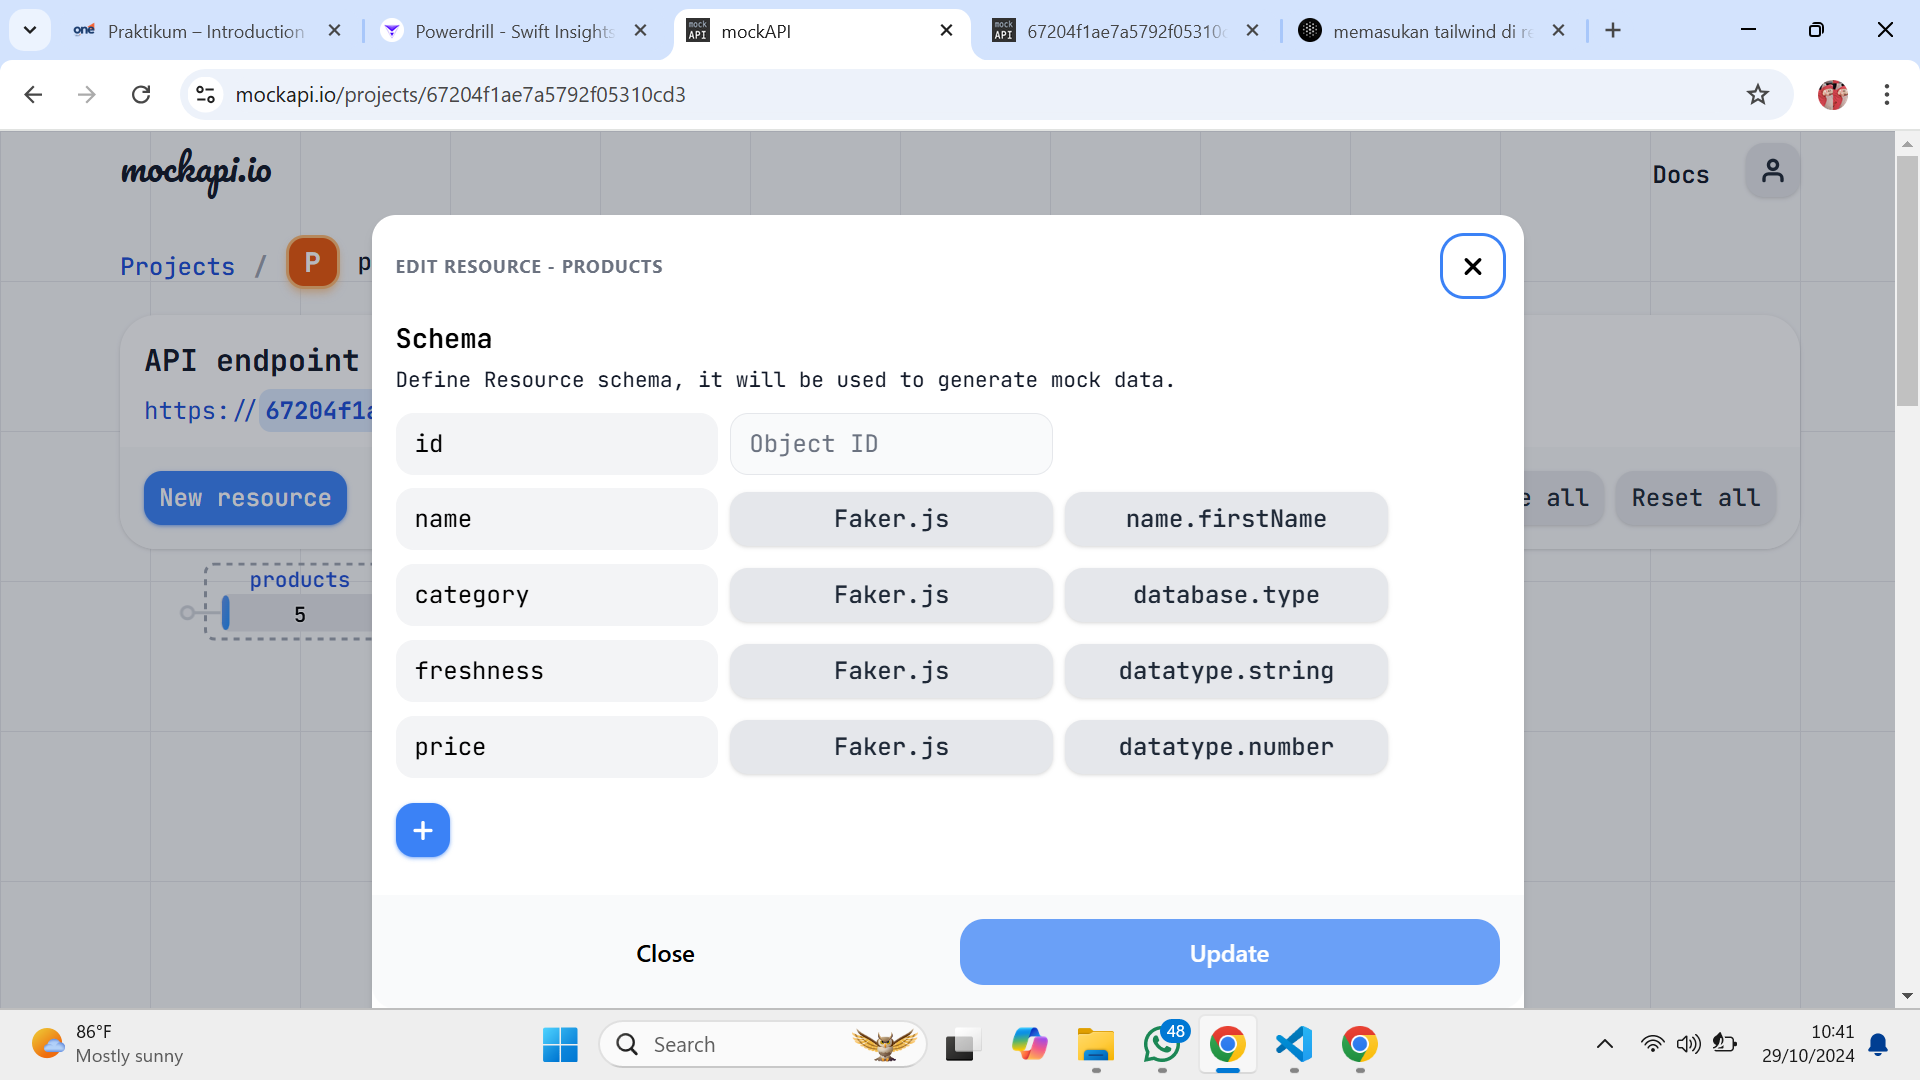 Praktikum – Introduction
Powerdrill - Swift Insights
mockAPI
67204f1ae7a5792f05310c
memasukan tailwind di re
mockapi.io/projects/67204f1ae7a5792f05310cd3
mockapi.io
Docs
Projects / P p
EDIT RESOURCE - PRODUCTS
Schema
Define Resource schema, it will be used to generate mock data.
API endpoint
https://67204f1a
New resource
e all
Reset all
products
5
id
Object ID
name
Faker.js
name.firstName
category
Faker.js
database.type
freshness
Faker.js
datatype.string
price
Faker.js
datatype.number
Close
Update
86°F
Mostly sunny
Search
48
10:41
29/10/2024